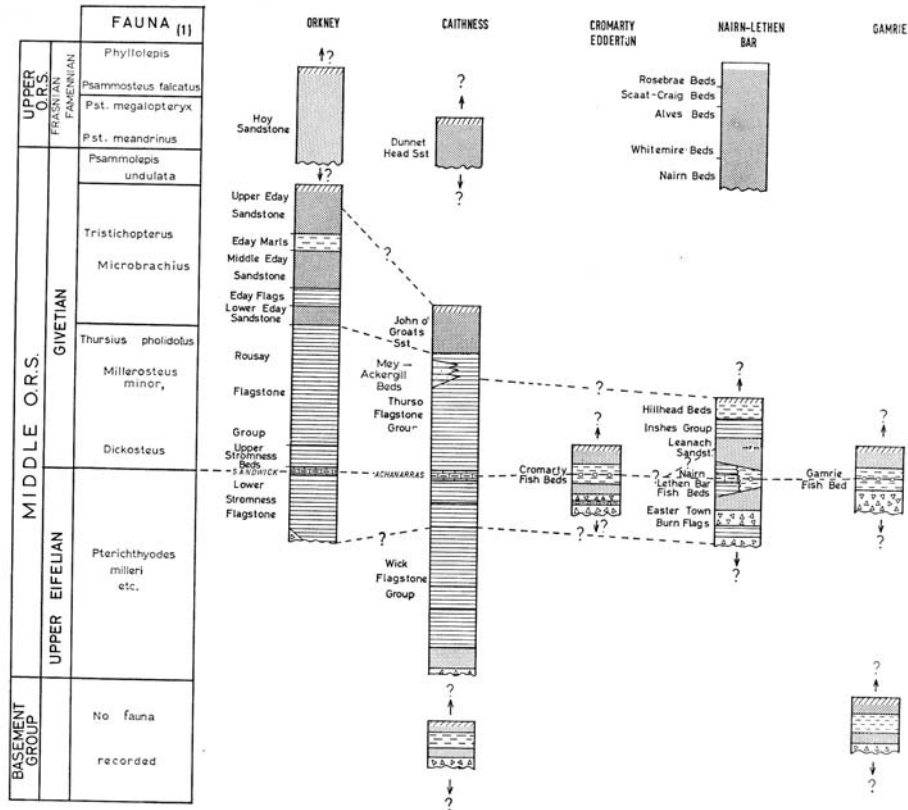 FAUNA (1)
ORKNEY
CAITHNESS
CROMARTY
EDDERTON
NAIRN-LETHEN
BAR
GAMRIE
UPPER
O.R.S.
FRASNIAN
FAMENNIAN
MIDDLE O.R.S.
GIVETIAN
UPPER EIFELIAN
BASEMENT
GROUP
Phyllolepis
Psammosteus falcatus
Pst. megalopteryx
Pst. meandrinus
Psammolepis
undulata
Tristichopterus
Microbrachius
Thursius pholidotus
Millerosteus
minor,
Dickosteus
Pterichthyodes
milleri
etc.
No fauna
recorded
?
Hoy
Sandstone
?
Upper Eday
Sandstone
Eday Marls
Middle Eday
Sandstone
Eday Flags
Lower Eday
Sandstone
Rousay
Flagstone
Group
Upper
Stromness
Beds
SANDWICK
Lower
Stromness
Flagstone
?
?
?
Dunnet
Head Sst
?
John o'
Groats
Sst
Mey —
Ackergill
Beds
Thurso
Flagstone
Group
ACHANARRAS
Wick
Flagstone
Group
?
?
?
?
Cromarty
Fish Beds
?
?
?
Rosebrae Beds
Scaat-Craig Beds
Alves Beds
Whitemire Beds
Nairn Beds
?
Hillhead Beds
Inshes Group
Leanach
Sandst.
?
?
?
Nairn
Lethen Bar
Fish Beds
Easter Town
Burn Flags
?
?
Gamrie
Fish Bed
?
?
?